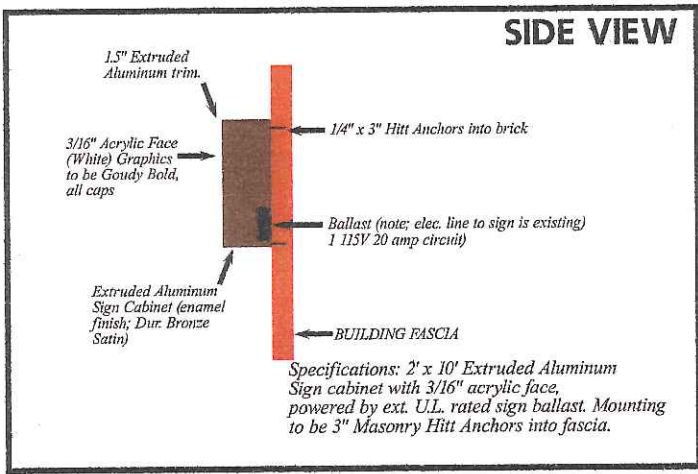 SIDE VIEW
1.5" Extruded
Aluminum trim.
1/4" x 3" Hitt Anchors into brick
3/16" Acrylic Face
(White) Graphics
to be Goudy Bold,
all caps
Ballast (note; elec. line to sign is existing)
1 115V 20 amp circuit)
Extruded Aluminum
Sign Cabinet (enamel
finish; Dur. Bronze
Satin)
BUILDING FASCIA
Specifications: 2' x 10' Extruded Aluminum
Sign cabinet with 3/16" acrylic face,
powered by ext. U.L. rated sign ballast. Mounting
to be 3" Masonry Hitt Anchors into fascia.